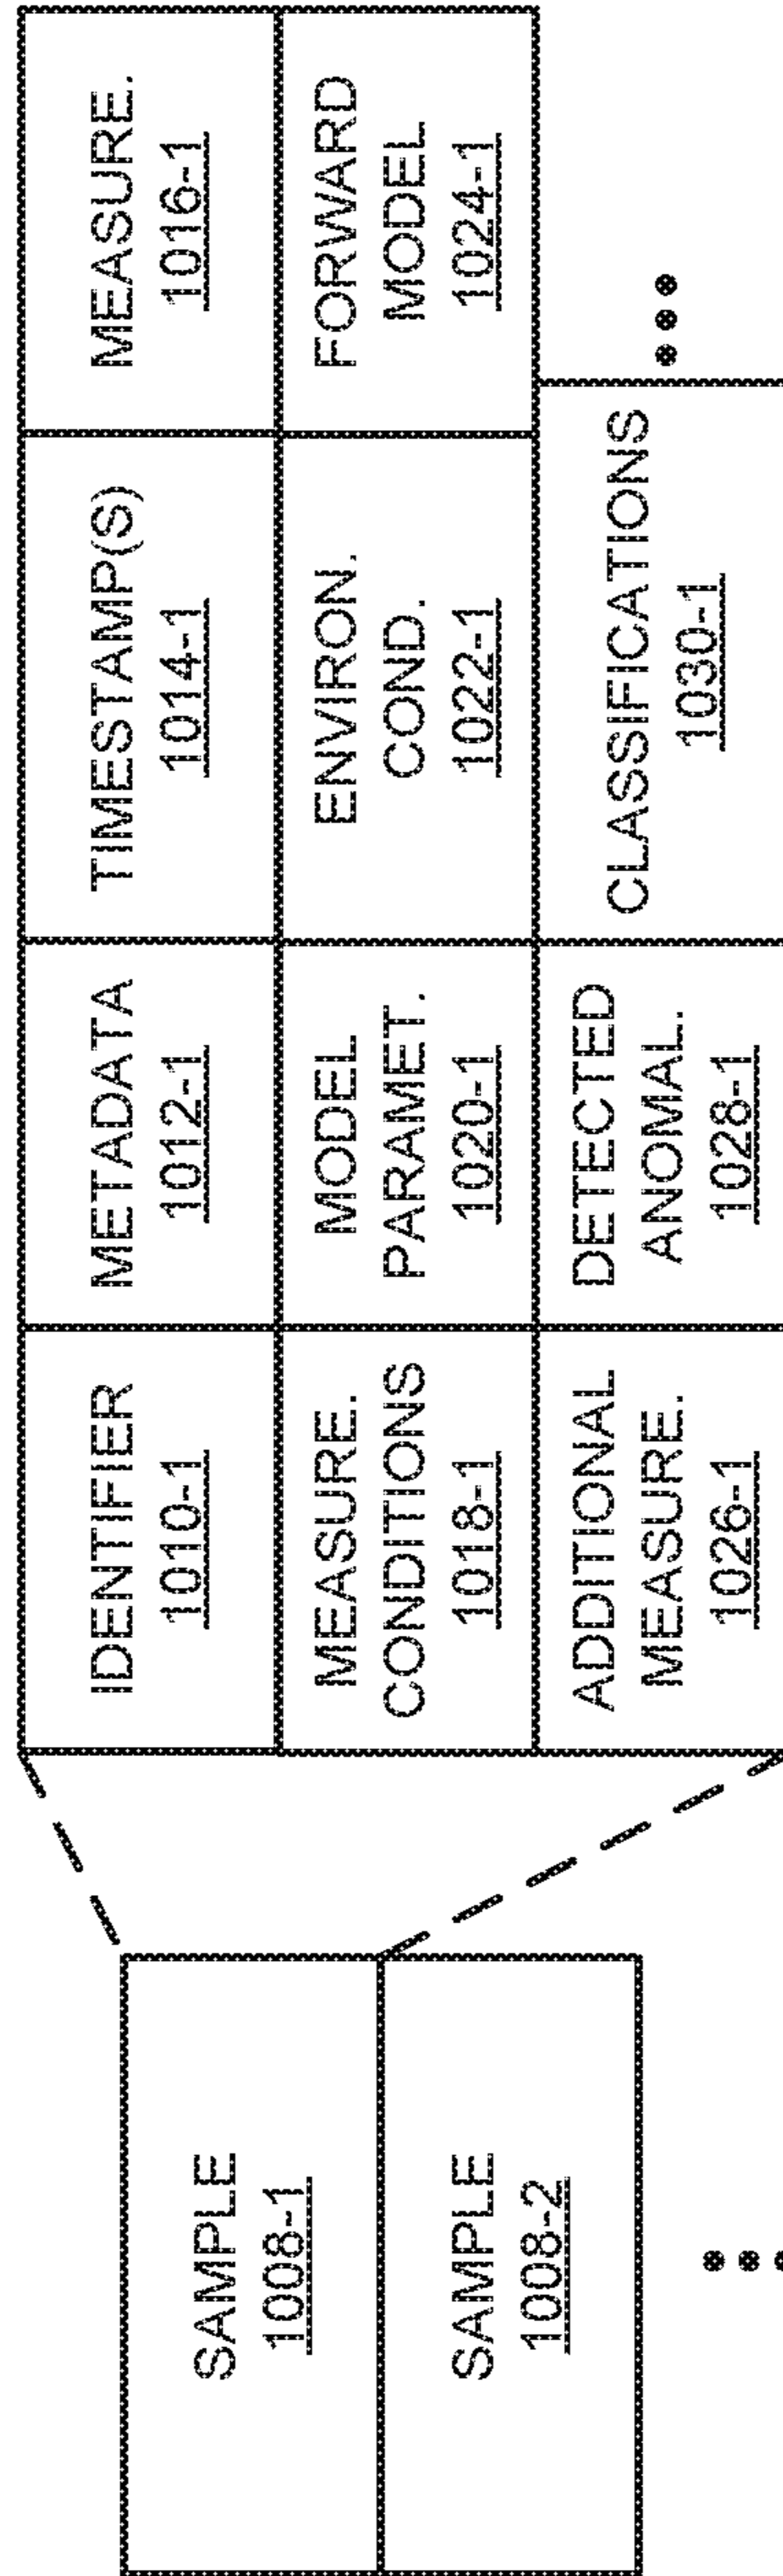 SAMPLE
1008-1
SAMPLE
1008-2
IDENTIFIER
1010-1
METADATA
1012-1
TIMESTAMP(S)
1014-1
MEASURE.
1016-1
MEASURE.
CONDITIONS
1018-1
MODEL
PARAMET.
1020-1
ENVIRON.
COND.
1022-1
FORWARD
MODEL
1024-1
ADDITIONAL
MEASURE.
1026-1
DETECTED
ANOMAL.
1028-1
CLASSIFICATIONS
1030-1